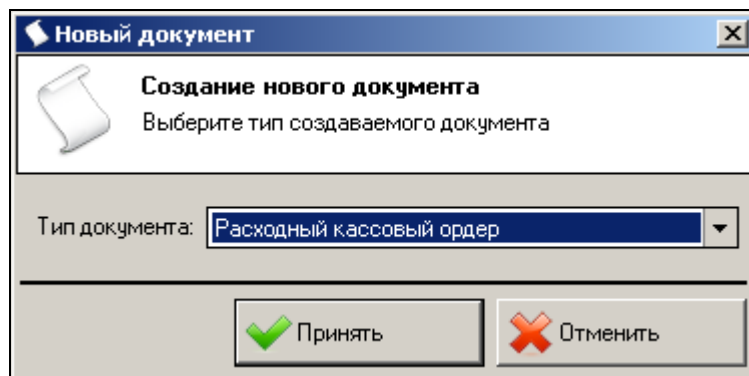 Новый документ
Создание нового документа
Выберите тип создаваемого документа
Тип документа: Расходный кассовый ордер
Принять Отменить